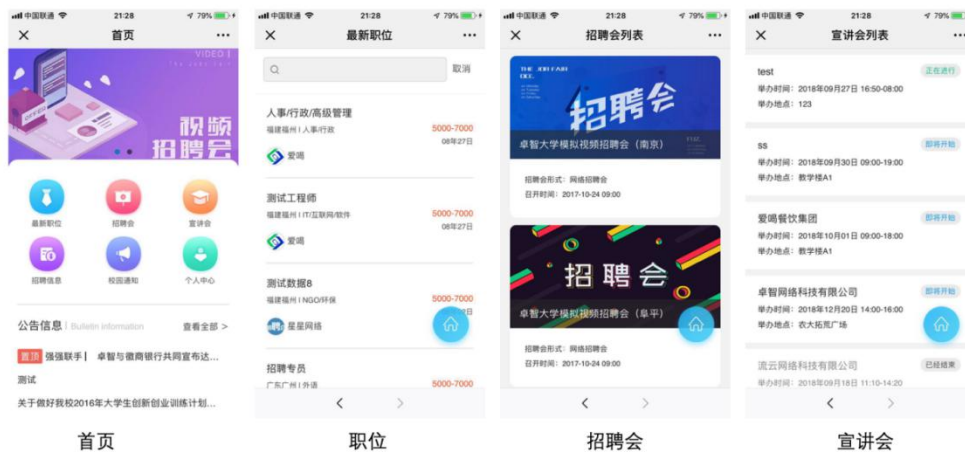 中国联通 21:28 79%
首页
VIDEO
视频
招聘会
最新职位 招聘会 宣讲会
招聘信息 校园通知 个人中心
公告信息 Bulletin information 查看全部 >
置顶 强强联手| 卓智与徽商银行共同宣布达...
测试
关于做好我校2016年大学生创新创业训练计划...
首页
中国联通 21:28 79%
最新职位
取消
人事/行政/高级管理
福建福州 | 人事/行政 5000-7000
08年27日
爱喝
测试工程师
福建福州 | IT/互联网/软件 5000-7000
08年27日
爱喝
测试数据8
福建福州 | NGO/环保 5000-7000
星星网络
招聘专员
广东广州 | 外语 5000-7000
职位
中国联通 21:28 79%
招聘会列表
THE JOB FAIR
招聘会
卓智大学模拟视频招聘会（南京）
招聘会形式：网络招聘会
召开时间：2017-10-24 09:00
招聘会
卓智大学模拟视频招聘会（阜平）
招聘会形式：网络招聘会
召开时间：2017-10-24 09:00
招聘会
中国联通 21:28 79%
宣讲会列表
test 正在进行
举办时间：2018年09月27日 16:50-08:00
举办地点：123
ss 即将开始
举办时间：2018年09月30日 09:00-19:00
举办地点：教学楼A1
爱喝餐饮集团 即将开始
举办时间：2018年10月01日 09:00-18:00
举办地点：教学楼A1
卓智网络科技有限公司 即将开始
举办时间：2018年12月20日 14:00-16:00
举办地点：农大拓荒广场
流云网络科技有限公司 已经结束
举办时间：2018年09月18日 11:10-14:20
宣讲会